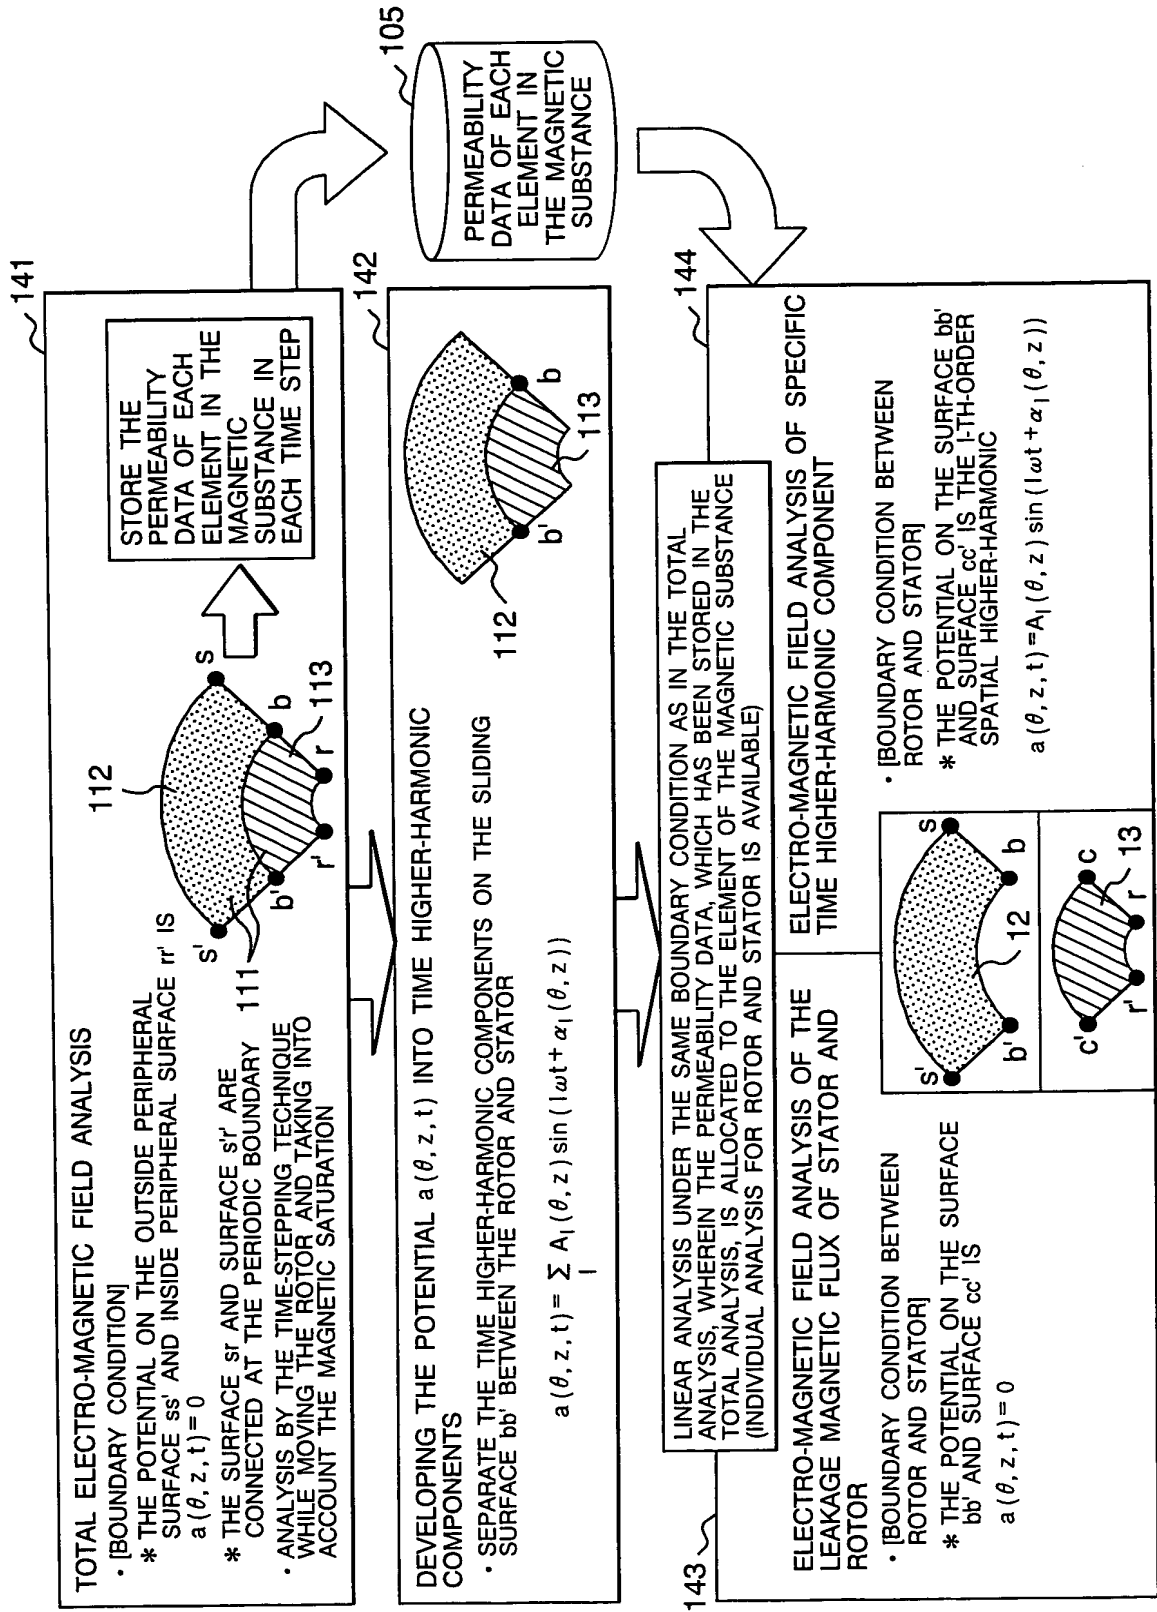 141
TOTAL ELECTRO-MAGNETIC FIELD ANALYSIS
・[BOUNDARY CONDITION]
* THE POTENTIAL ON THE OUTSIDE PERIPHERAL
SURFACE ss' AND INSIDE PERIPHERAL SURFACE rr' IS
a(θ, z, t) = 0
* THE SURFACE sr AND SURFACE s'r' ARE
CONNECTED AT THE PERIODIC BOUNDARY
・ANALYSIS BY THE TIME-STEPPING TECHNIQUE
WHILE MOVING THE ROTOR AND TAKING INTO
ACCOUNT THE MAGNETIC SATURATION
112
s'
s
111
b'
b
113
r'
r
STORE THE
PERMEABILITY
DATA OF EACH
ELEMENT IN THE
MAGNETIC
SUBSTANCE IN
EACH TIME STEP
105
PERMEABILITY
DATA OF EACH
ELEMENT IN
THE MAGNETIC
SUBSTANCE
142
DEVELOPING THE POTENTIAL a(θ, z, t) INTO TIME HIGHER-HARMONIC
COMPONENTS
・SEPARATE THE TIME HIGHER-HARMONIC COMPONENTS ON THE SLIDING
SURFACE bb' BETWEEN THE ROTOR AND STATOR
a(θ, z, t) = Σ A_l(θ, z) sin(lωt + α_l(θ, z))
l
112
b'
b
113
LINEAR ANALYSIS UNDER THE SAME BOUNDARY CONDITION AS IN THE TOTAL
ANALYSIS, WHEREIN THE PERMEABILITY DATA, WHICH HAS BEEN STORED IN THE
TOTAL ANALYSIS, IS ALLOCATED TO THE ELEMENT OF THE MAGNETIC SUBSTANCE
(INDIVIDUAL ANALYSIS FOR ROTOR AND STATOR IS AVAILABLE)
143
ELECTRO-MAGNETIC FIELD ANALYSIS OF THE
LEAKAGE MAGNETIC FLUX OF STATOR AND
ROTOR
・[BOUNDARY CONDITION BETWEEN
ROTOR AND STATOR]
* THE POTENTIAL ON THE SURFACE
bb' AND SURFACE cc' IS
a(θ, z, t) = 0
s'
s
b'
12
b
c'
c
r'
r
13
144
ELECTRO-MAGNETIC FIELD ANALYSIS OF SPECIFIC
TIME HIGHER-HARMONIC COMPONENT
・[BOUNDARY CONDITION BETWEEN
ROTOR AND STATOR]
* THE POTENTIAL ON THE SURFACE bb'
AND SURFACE cc' IS THE l-TH-ORDER
SPATIAL HIGHER-HARMONIC
a(θ, z, t) = A_l(θ, z) sin(lωt + α_l(θ, z))